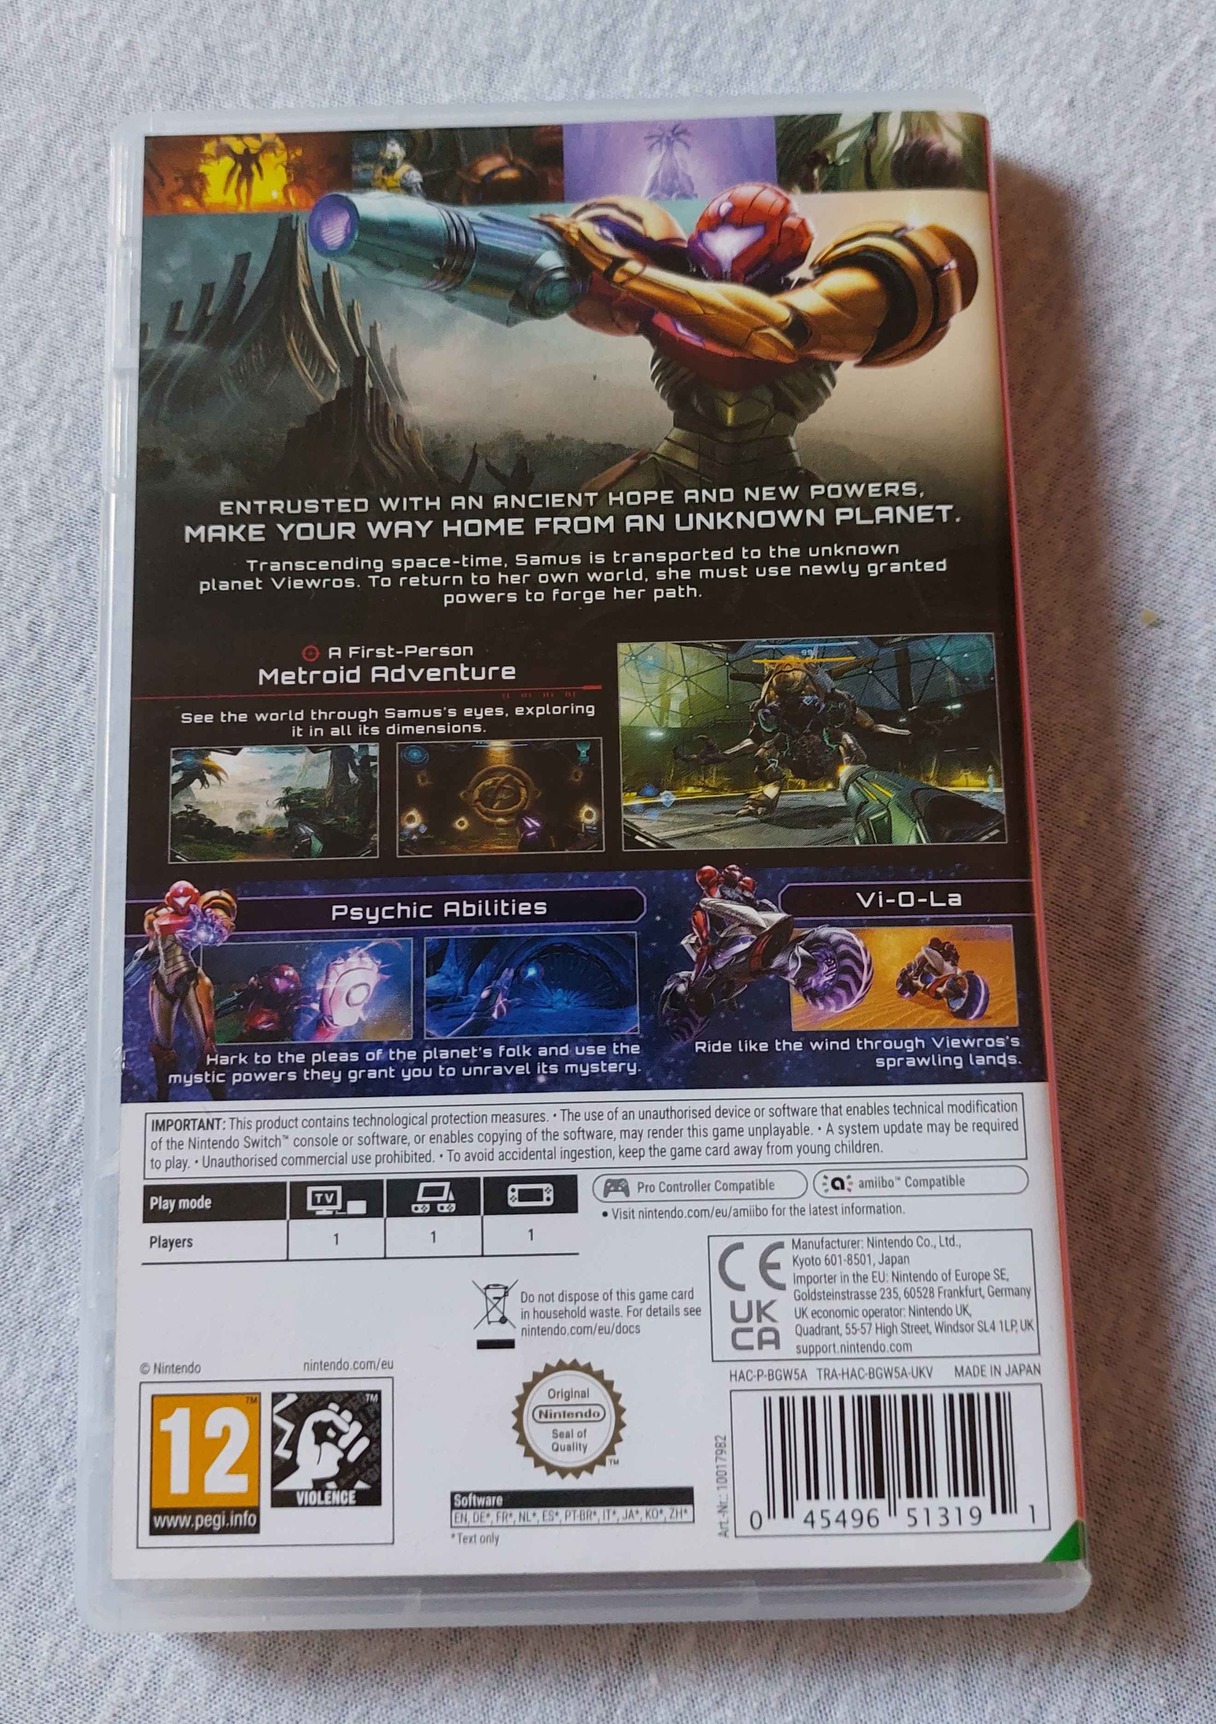 ENTRUSTED WITH AN ANCIENT HOPE AND NEW POWERS,
MAKE YOUR WAY HOME FROM AN UNKNOWN PLANET.
Transcending space-time, Samus is transported to the unknown
planet Viewros. To return to her own world, she must use newly granted
powers to forge her path.
A First-Person
Metroid Adventure
See the world through Samus's eyes, exploring
it in all its dimensions.
Psychic Abilities
Hark to the pleas of the planet's folk and use the
mystic powers they grant you to unravel its mystery.
Vi-O-La
Ride like the wind through Viewros's
sprawling lands.
IMPORTANT: This product contains technological protection measures. • The use of an unauthorised device or software that enables technical modification
of the Nintendo Switch™ console or software, or enables copying of the software, may render this game unplayable. • A system update may be required
to play. • Unauthorised commercial use prohibited. • To avoid accidental ingestion, keep the game card away from young children.
Play mode TV
Players 1 1 1
Pro Controller Compatible
amiibo™ Compatible
• Visit nintendo.com/eu/amiibo for the latest information.
Do not dispose of this game card
in household waste. For details see
nintendo.com/eu/docs
CE
UK
CA
Manufacturer: Nintendo Co., Ltd.,
Kyoto 601-8501, Japan
Importer in the EU: Nintendo of Europe SE,
Goldsteinstrasse 235, 60528 Frankfurt, Germany
UK economic operator: Nintendo UK,
Quadrant, 55-57 High Street, Windsor SL4 1LP, UK
support.nintendo.com
© Nintendo nintendo.com/eu
HAC-P-BGW5A TRA-HAC-BGW5A-UKV MADE IN JAPAN
12™
www.pegi.info
™
VIOLENCE
Original
Nintendo
Seal of
Quality
™
Software
EN, DE*, FR*, NL*, ES*, PT-BR*, IT*, JA*, KO*, ZH*
*Text only
Art.-Nr.: 10017982
0 45496 51319 1